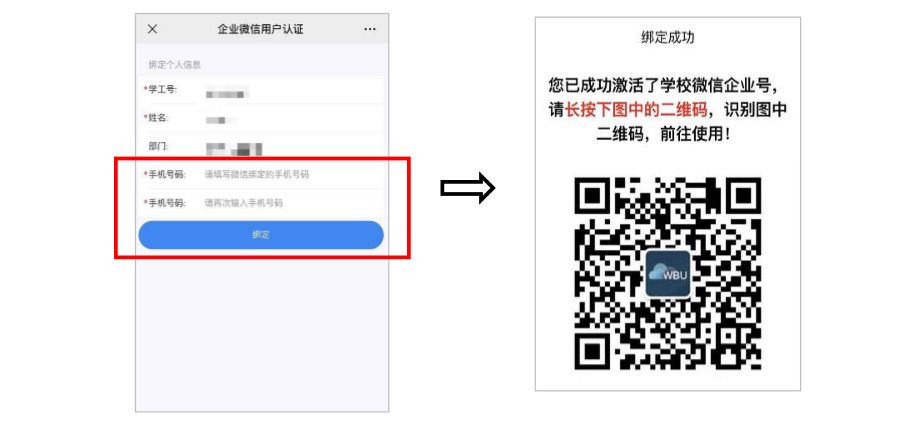 企业微信用户认证
绑定个人信息
*学工号:
*姓名:
部门:
*手机号码: 请填写微信绑定的手机号码
*手机号码: 请再次输入手机号码
绑定
绑定成功
您已成功激活了学校微信企业号，
请长按下图中的二维码，识别图中
二维码，前往使用！
WBU